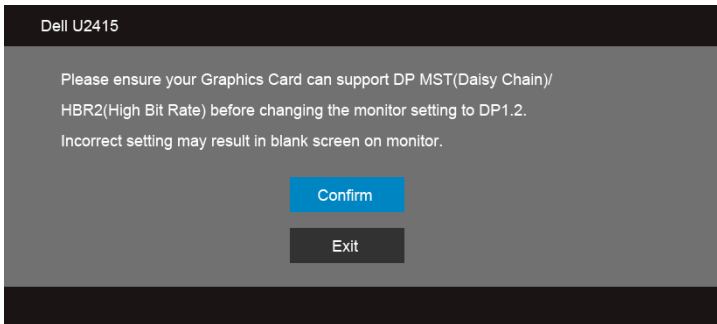 Dell U2415
Please ensure your Graphics Card can support DP MST(Daisy Chain)/
HBR2(High Bit Rate) before changing the monitor setting to DP1.2.
Incorrect setting may result in blank screen on monitor.
Confirm
Exit